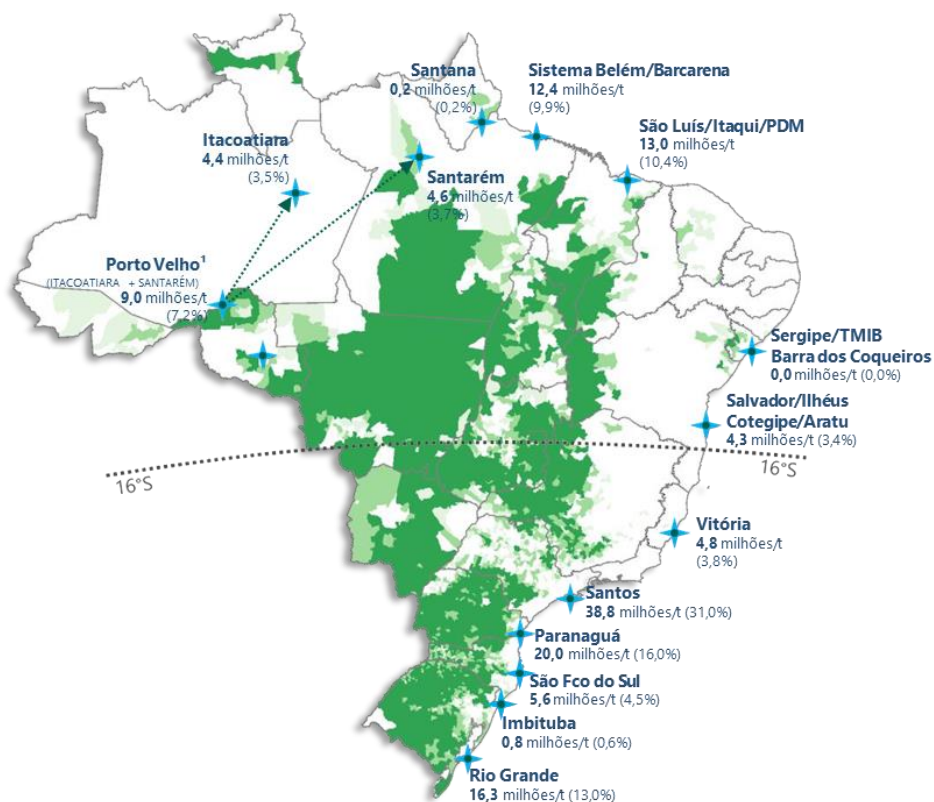 Santana
0,2 milhões/t
(0,2%)
Sistema Belém/Barcarena
12,4 milhões/t
(9,9%)
São Luís/Itaqui/PDM
13,0 milhões/t
(10,4%)
Itacoatiara
4,4 milhões/t
(3,5%)
Santarém
4,6 milhões/t
(3,7%)
Porto Velho¹
(ITACOATIARA + SANTARÉM)
9,0 milhões/t
(7,2%)
Sergipe/TMIB
Barra dos Coqueiros
0,0 milhões/t (0,0%)
Salvador/Ilhéus
Cotegipe/Aratu
4,3 milhões/t (3,4%)
16°S
16°S
Vitória
4,8 milhões/t
(3,8%)
Santos
38,8 milhões/t (31,0%)
Paranaguá
20,0 milhões/t (16,0%)
São Fco do Sul
5,6 milhões/t (4,5%)
Imbituba
0,8 milhões/t (0,6%)
Rio Grande
16,3 milhões/t (13,0%)